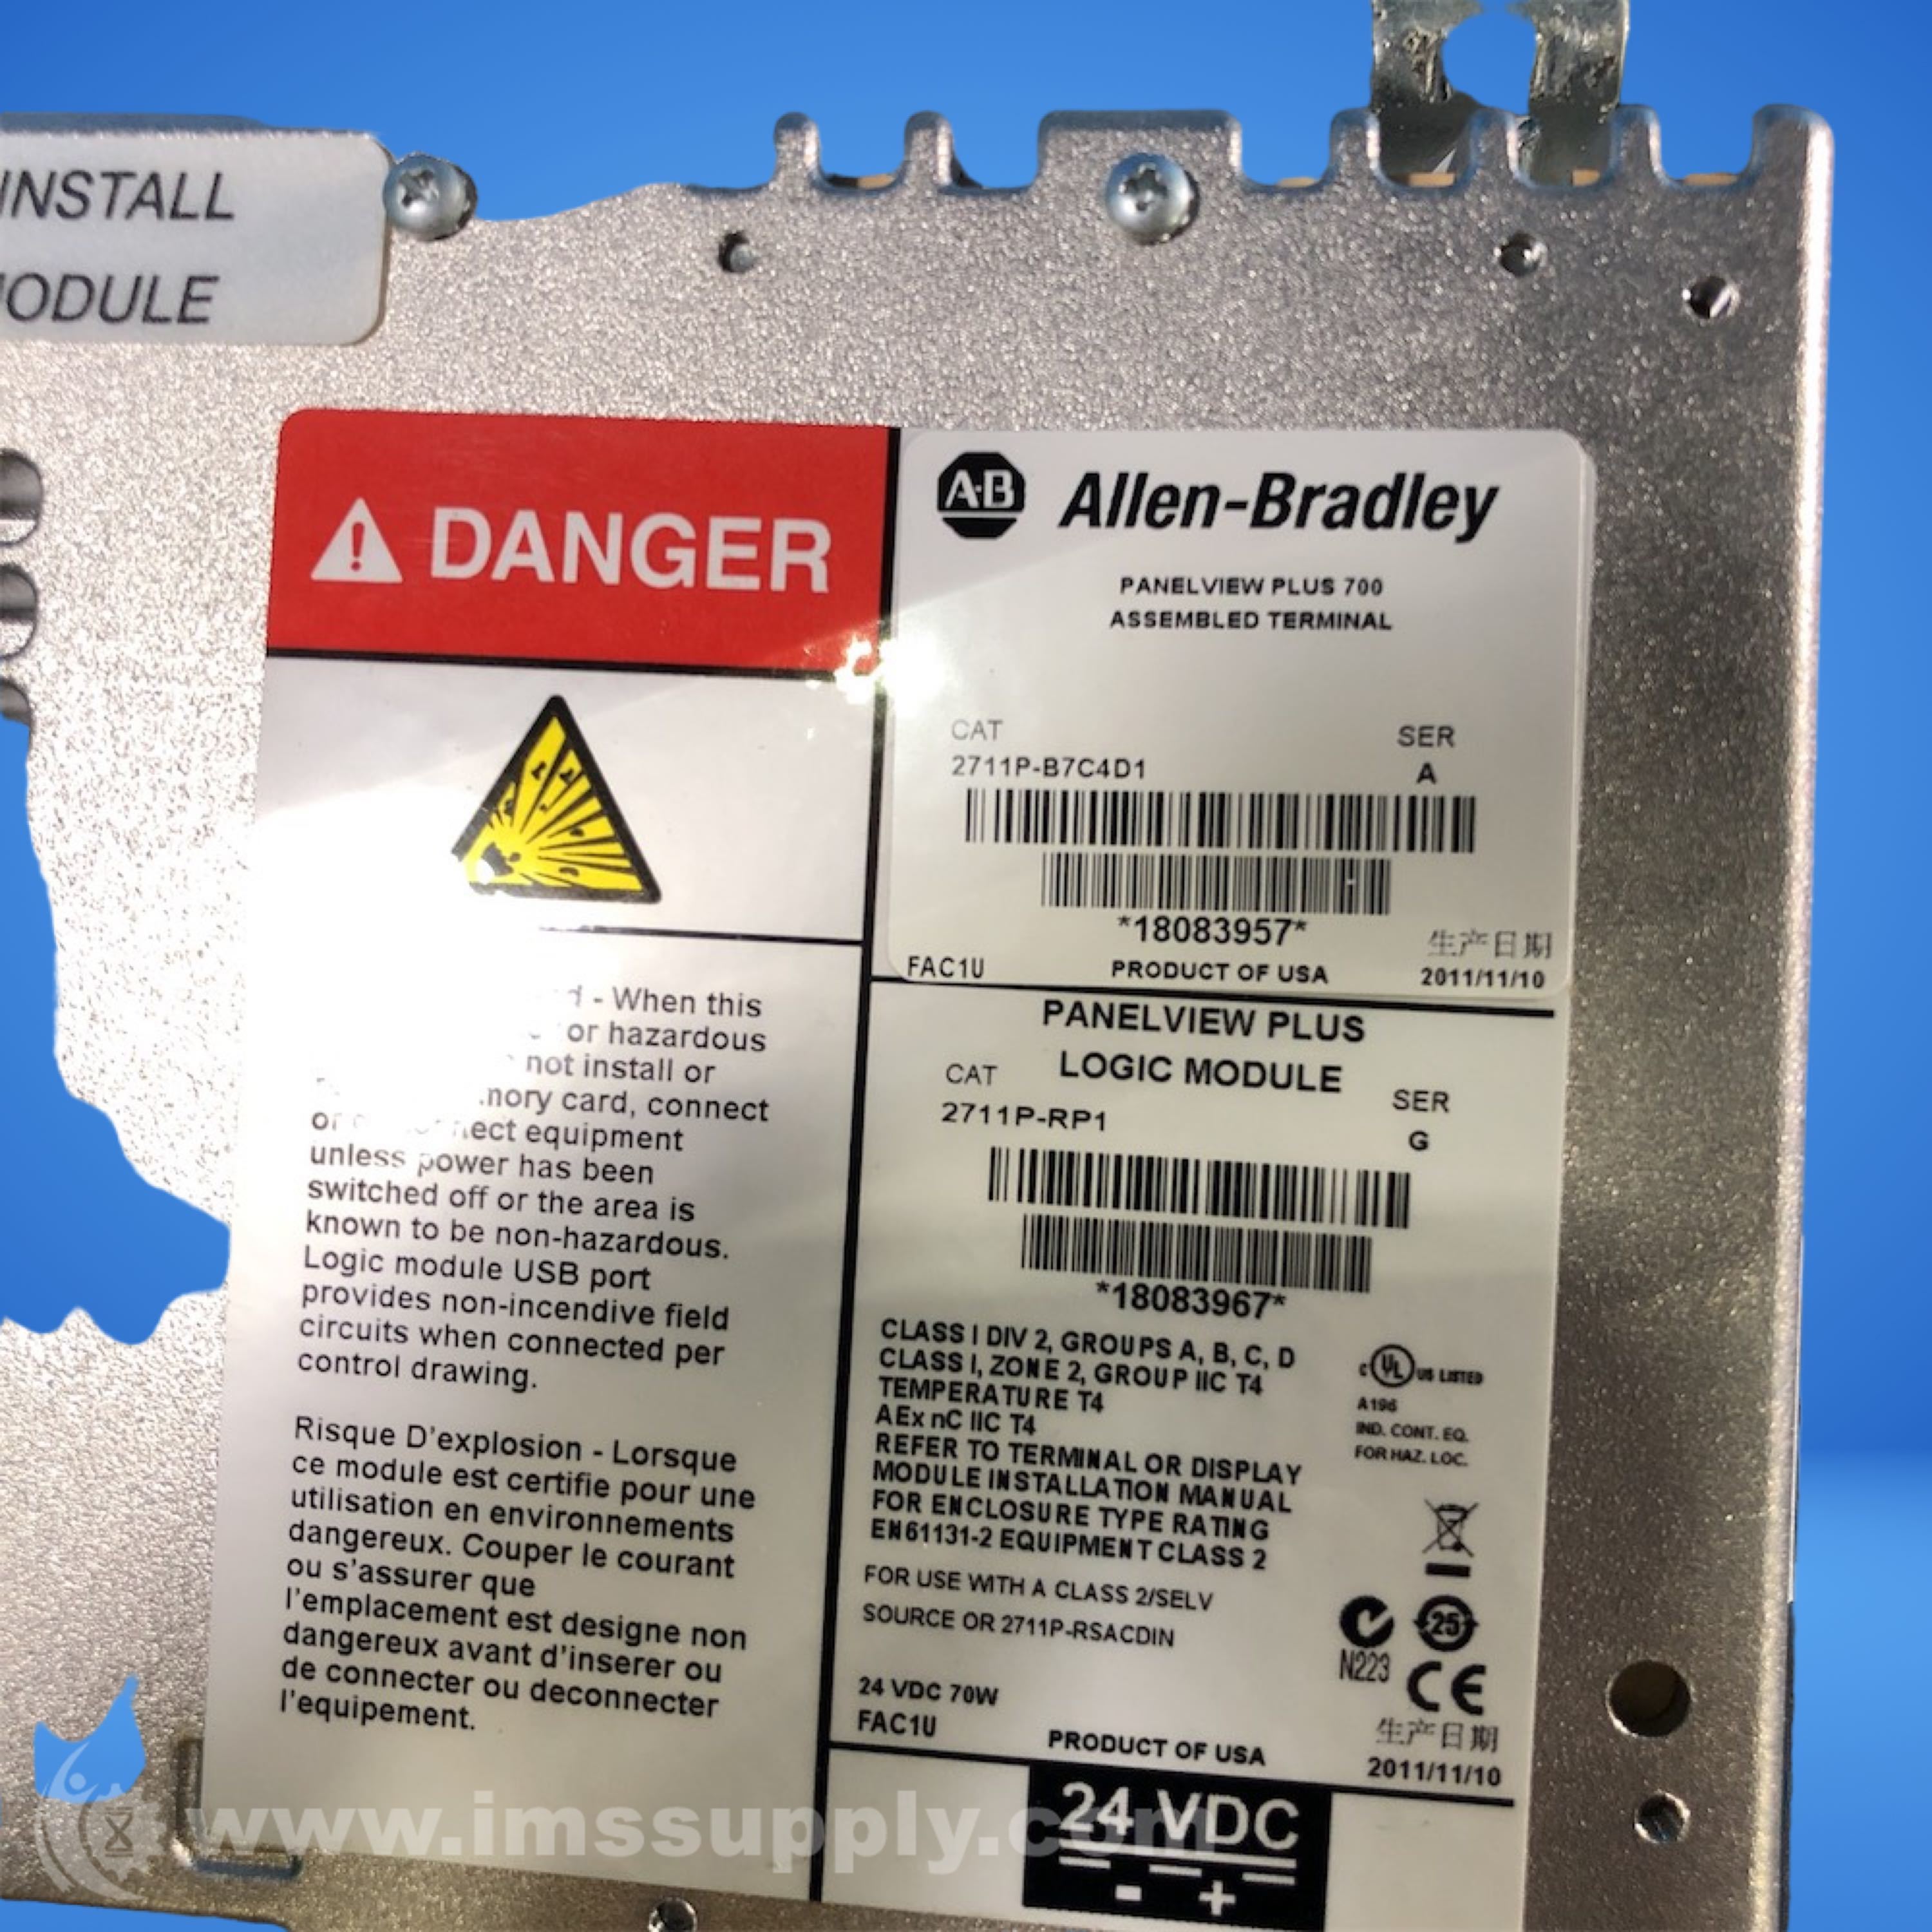 INSTALL
MODULE
DANGER
- When this
or hazardous
not install or
card, connect
equipment
unless power has been
switched off or the area is
known to be non-hazardous.
Logic module USB port
provides non-incendive field
circuits when connected per
control drawing.
Risque D'explosion - Lorsque
ce module est certifie pour une
utilisation en environnements
dangereux. Couper le courant
ou s'assurer que
l'emplacement est designe non
dangereux avant d'inserer ou
de connecter ou deconnecter
l'equipement.
A-B Allen-Bradley
PANELVIEW PLUS 700
ASSEMBLED TERMINAL
CAT SER
2711P-B7C4D1 A
*18083957*
生产日期
FAC1U PRODUCT OF USA 2011/11/10
PANELVIEW PLUS
LOGIC MODULE
CAT SER
2711P-RP1 G
*18083967*
CLASS I DIV 2, GROUPS A, B, C, D
CLASS I, ZONE 2, GROUP IIC T4
TEMPERATURE T4
AEx nC IIC T4
REFER TO TERMINAL OR DISPLAY
MODULE INSTALLATION MANUAL
FOR ENCLOSURE TYPE RATING
EN61131-2 EQUIPMENT CLASS 2
C UL US LISTED
A196
IND. CONT. EQ.
FOR HAZ. LOC.
FOR USE WITH A CLASS 2/SELV
SOURCE OR 2711P-RSACDIN
25
N223 CE
24 VDC 70W
FAC1U PRODUCT OF USA
生产日期
2011/11/10
24 VDC
- +
www.imssupply.com